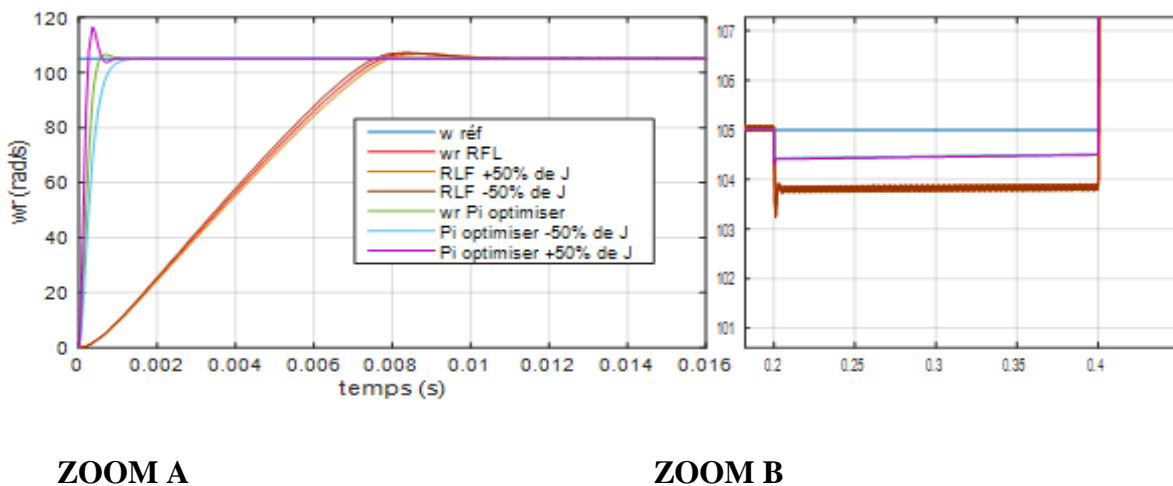 120
100
80
60
40
20
0
wr (rad/s)
0 0.002 0.004 0.006 0.008 0.01 0.012 0.014 0.016
temps (s)
w réf
wr RFL
RLF +50% de J
RLF -50% de J
wr Pi optimiser
Pi optimiser -50% de J
Pi optimiser +50% de J
107
106
105
104
103
102
101
0.2 0.25 0.3 0.35 0.4
ZOOM A
ZOOM B